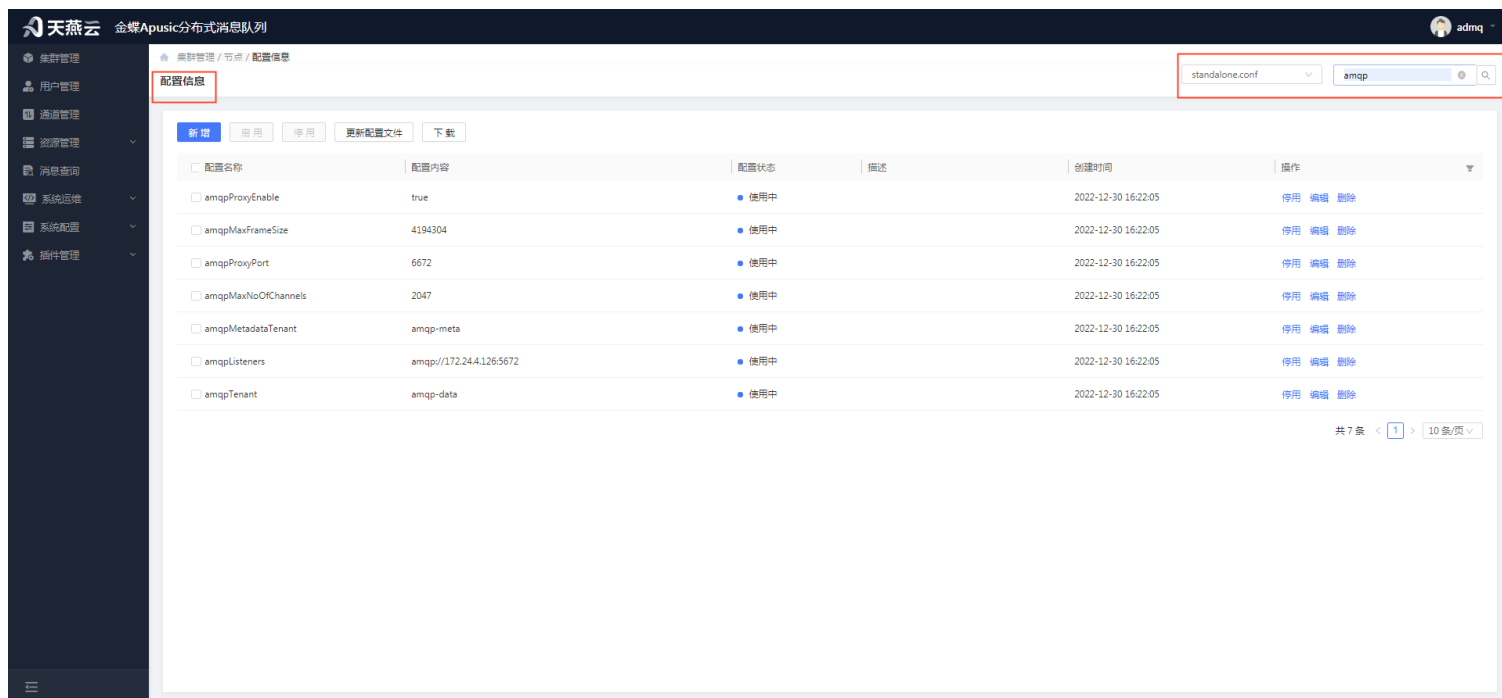 天燕云 金蝶Apusic分布式消息队列 admq
集群管理
用户管理
通道管理
资源管理
消息查询
系统运维
系统配置
插件管理
集群管理 / 节点 / 配置信息
配置信息
standalone.conf amqp
新增 启用 停用 更新配置文件 下载
配置名称 配置内容 配置状态 描述 创建时间 操作
amqpProxyEnable true 使用中 2022-12-30 16:22:05 停用 编辑 删除
amqpMaxFrameSize 4194304 使用中 2022-12-30 16:22:05 停用 编辑 删除
amqpProxyPort 6672 使用中 2022-12-30 16:22:05 停用 编辑 删除
amqpMaxNoOfChannels 2047 使用中 2022-12-30 16:22:05 停用 编辑 删除
amqpMetadataTenant amqp-meta 使用中 2022-12-30 16:22:05 停用 编辑 删除
amqpListeners amqp://172.24.4.126:5672 使用中 2022-12-30 16:22:05 停用 编辑 删除
amqpTenant amqp-data 使用中 2022-12-30 16:22:05 停用 编辑 删除
共 7 条 < 1 > 10 条/页